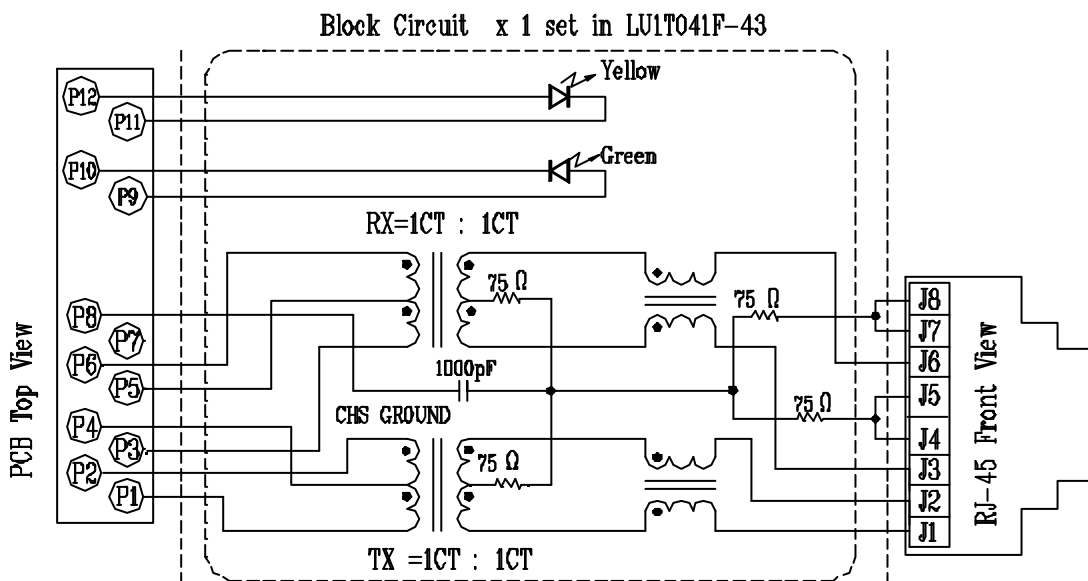 Block Circuit x 1 set in LU1T041F-43
Yellow
P12
P11
Green
P10
P9
RX=1CT : 1CT
75 Ω
75 Ω
J8
P8
J7
P7
J6
P6
1000pF
P5
J5
75 Ω
CHS GROUND
P4
J4
P3
75 Ω
J3
P2
J2
P1
J1
TX =1CT : 1CT
PCB Top View
RJ-45 Front View